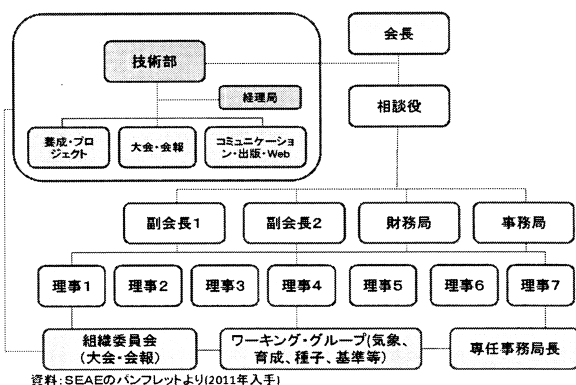 会長
技術部
経理局
相談役
養成・プロ
ジェクト
大会・会報
コミュニケーショ
ン・出版・Web
副会長1
副会長2
財務局
事務局
理事1
理事2
理事3
理事4
理事5
理事6
理事7
組織委員会
(大会・会報)
ワーキング・グループ(気象、
育成、種子、基準等)
専任事務局長
資料:SEAEのパンフレットより(2011年入手)